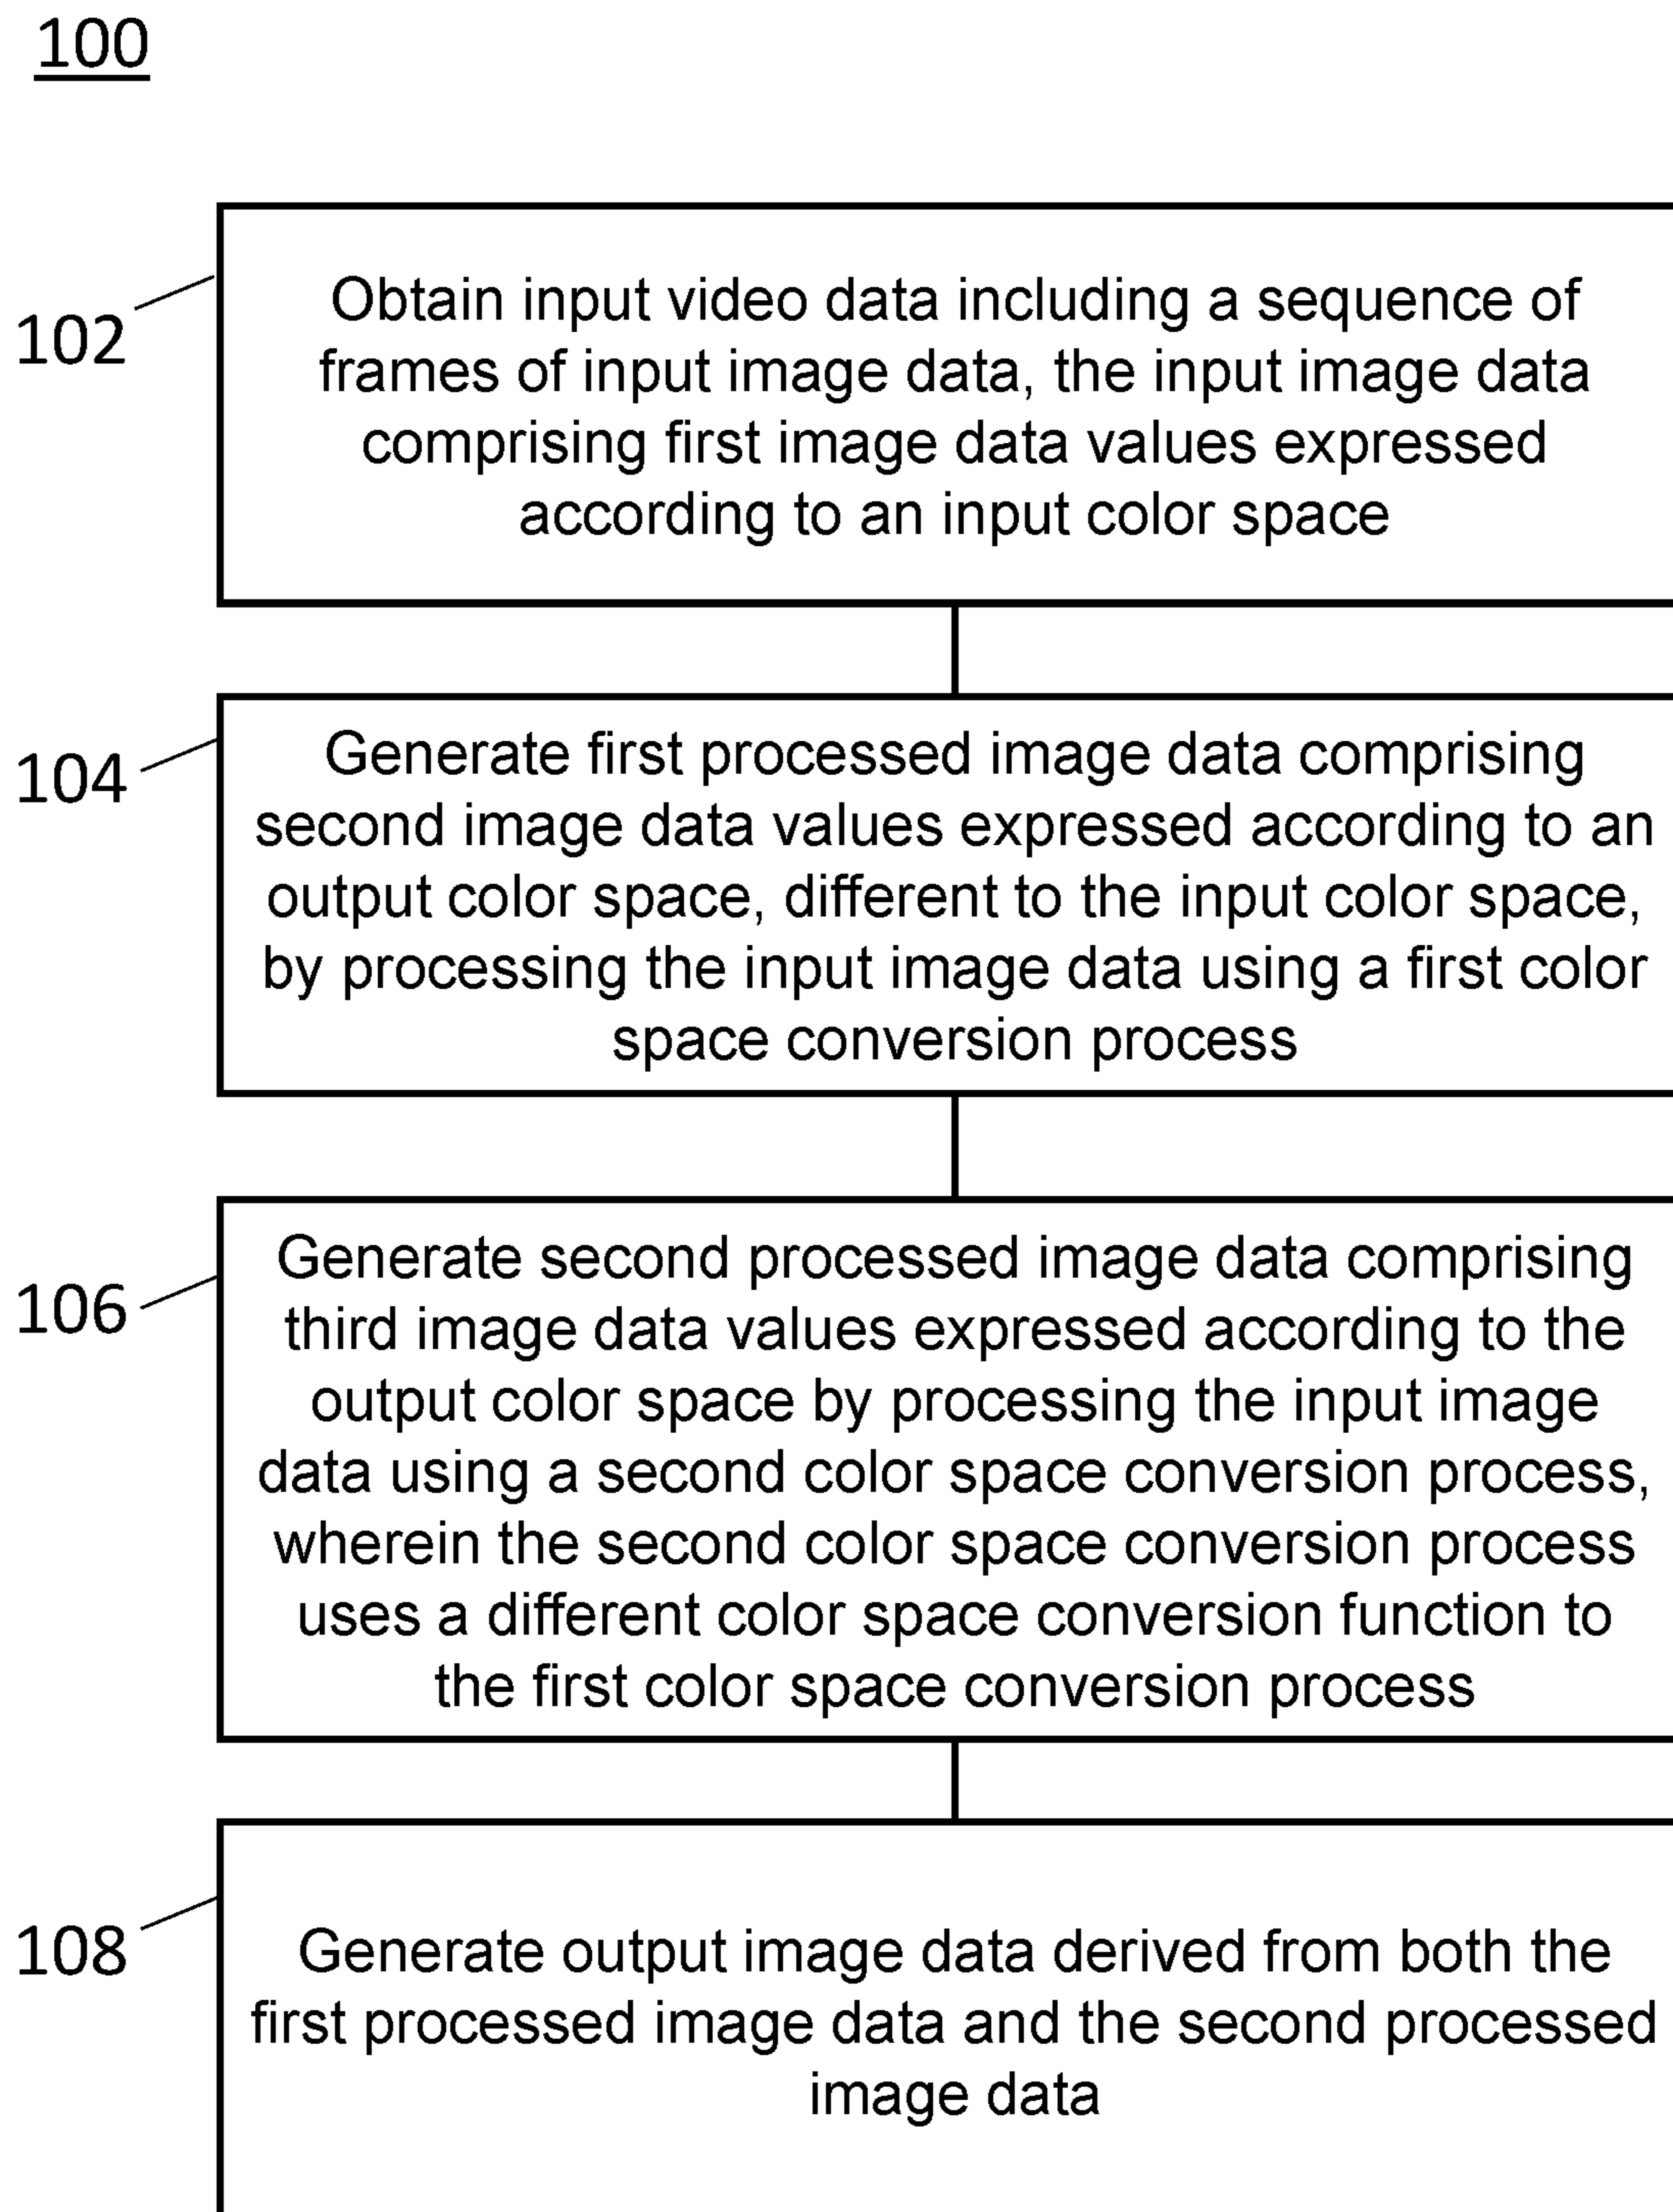 100
102
Obtain input video data including a sequence of
frames of input image data, the input image data
comprising first image data values expressed
according to an input color space
104
Generate first processed image data comprising
second image data values expressed according to an
output color space, different to the input color space,
by processing the input image data using a first color
space conversion process
106
Generate second processed image data comprising
third image data values expressed according to the
output color space by processing the input image
data using a second color space conversion process,
wherein the second color space conversion process
uses a different color space conversion function to
the first color space conversion process
108
Generate output image data derived from both the
first processed image data and the second processed
image data